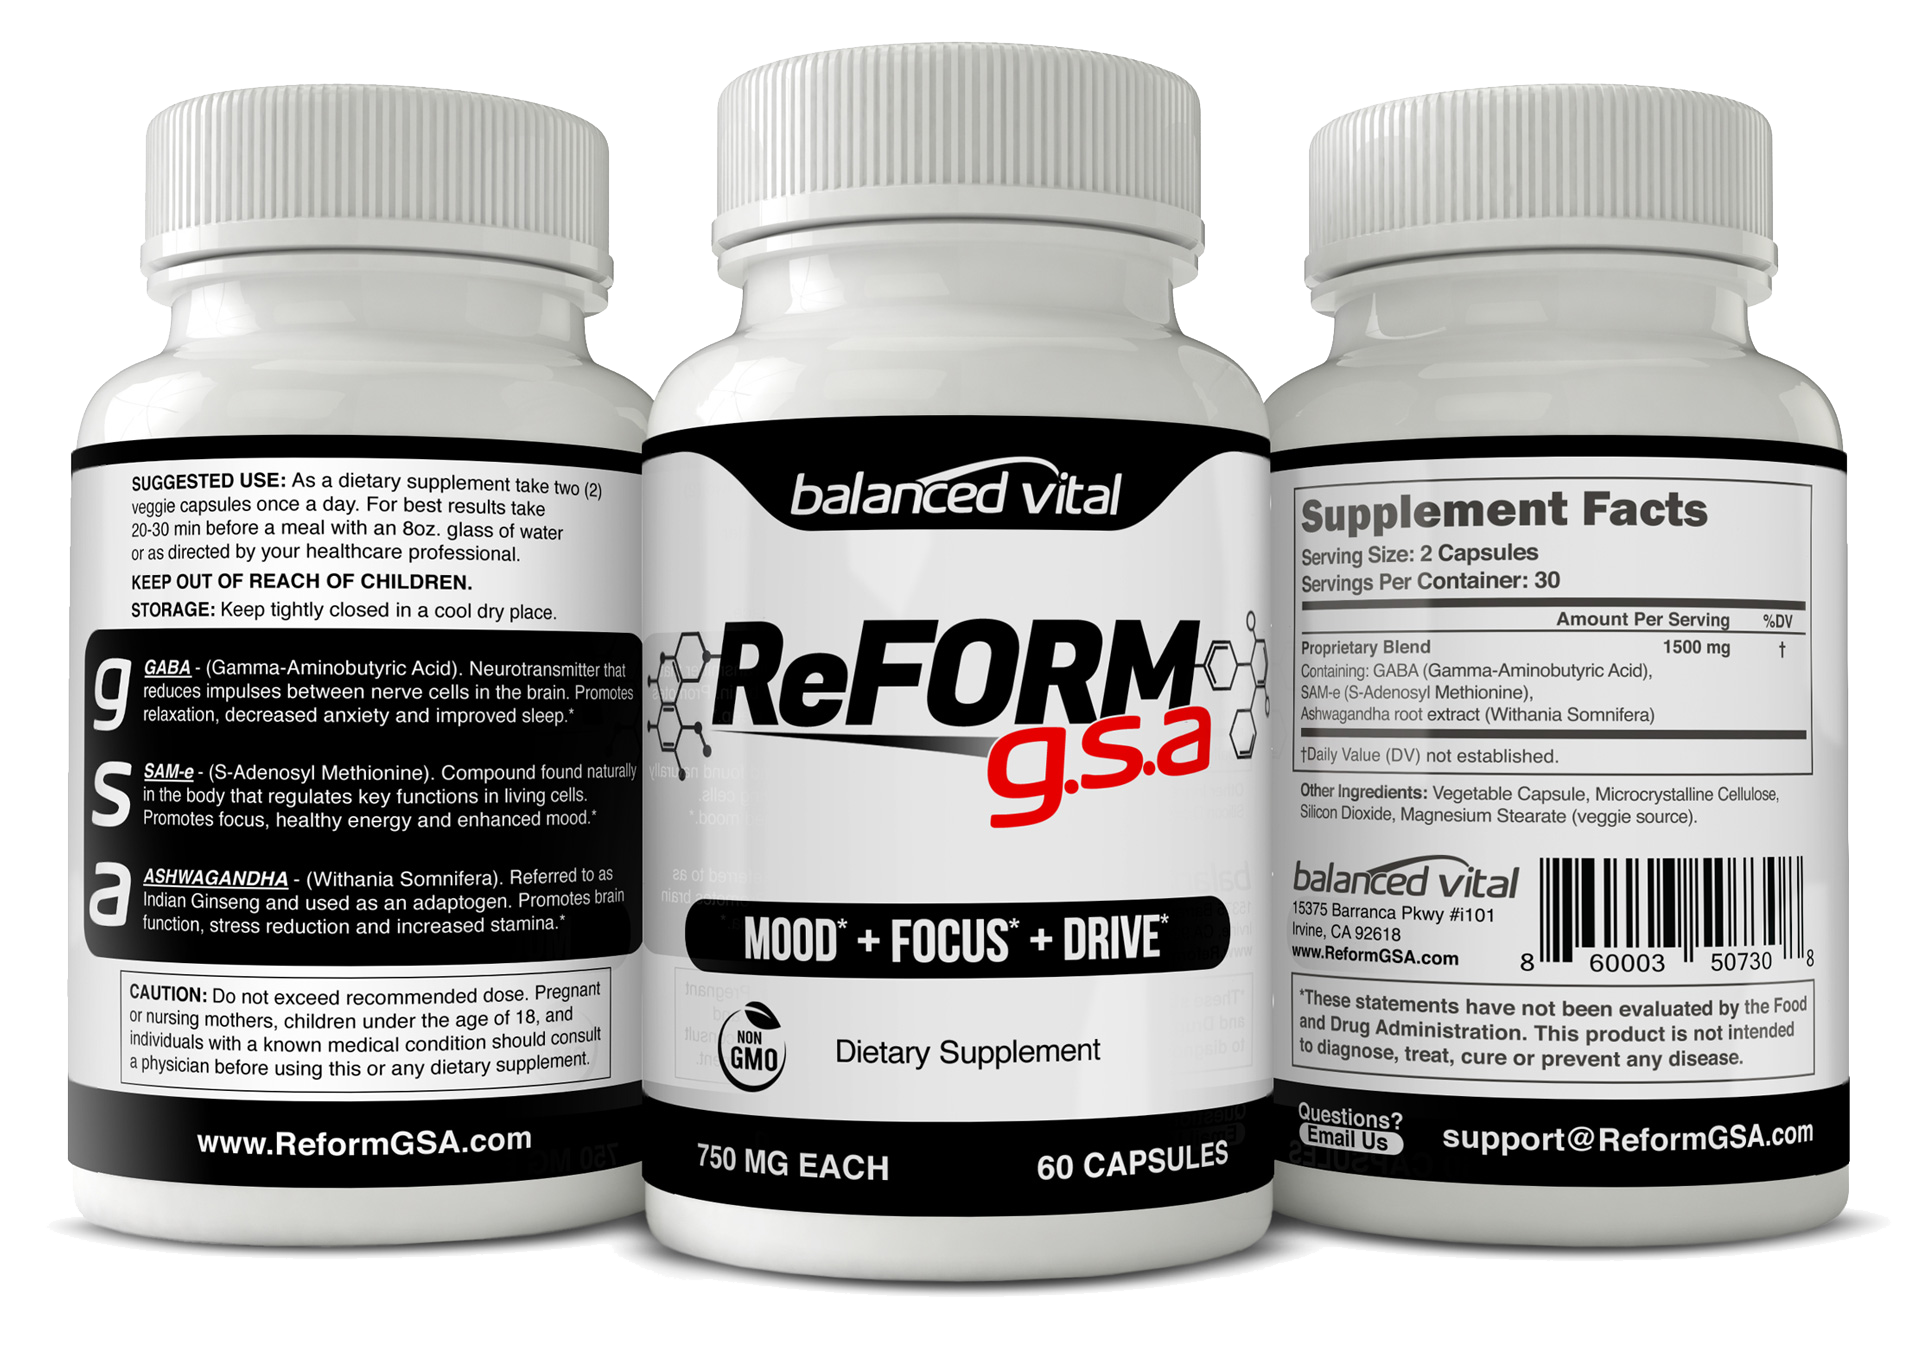 SUGGESTED USE: As a dietary supplement take two (2)
veggie capsules once a day. For best results take
20-30 min before a meal with an 8oz. glass of water
or as directed by your healthcare professional.
KEEP OUT OF REACH OF CHILDREN.
STORAGE: Keep tightly closed in a cool dry place.
g
GABA - (Gamma-Aminobutyric Acid). Neurotransmitter that
reduces impulses between nerve cells in the brain. Promotes
relaxation, decreased anxiety and improved sleep.*
s
SAM-e - (S-Adenosyl Methionine). Compound found naturally
in the body that regulates key functions in living cells.
Promotes focus, healthy energy and enhanced mood.*
a
ASHWAGANDHA - (Withania Somnifera). Referred to as
Indian Ginseng and used as an adaptogen. Promotes brain
function, stress reduction and increased stamina.*
CAUTION: Do not exceed recommended dose. Pregnant
or nursing mothers, children under the age of 18, and
individuals with a known medical condition should consult
a physician before using this or any dietary supplement.
www.ReformGSA.com
balanced vital
ReFORM
g.s.a
MOOD* + FOCUS* + DRIVE*
NON
GMO
Dietary Supplement
750 MG EACH
60 CAPSULES
Supplement Facts
Serving Size: 2 Capsules
Servings Per Container: 30
Amount Per Serving %DV
Proprietary Blend 1500 mg †
Containing: GABA (Gamma-Aminobutyric Acid),
SAM-e (S-Adenosyl Methionine),
Ashwagandha root extract (Withania Somnifera)
†Daily Value (DV) not established.
Other Ingredients: Vegetable Capsule, Microcrystalline Cellulose,
Silicon Dioxide, Magnesium Stearate (veggie source).
balanced vital
15375 Barranca Pkwy #i101
Irvine, CA 92618
www.ReformGSA.com
8 60003 50730 8
*These statements have not been evaluated by the Food
and Drug Administration. This product is not intended
to diagnose, treat, cure or prevent any disease.
Questions?
Email Us
support@ReformGSA.com